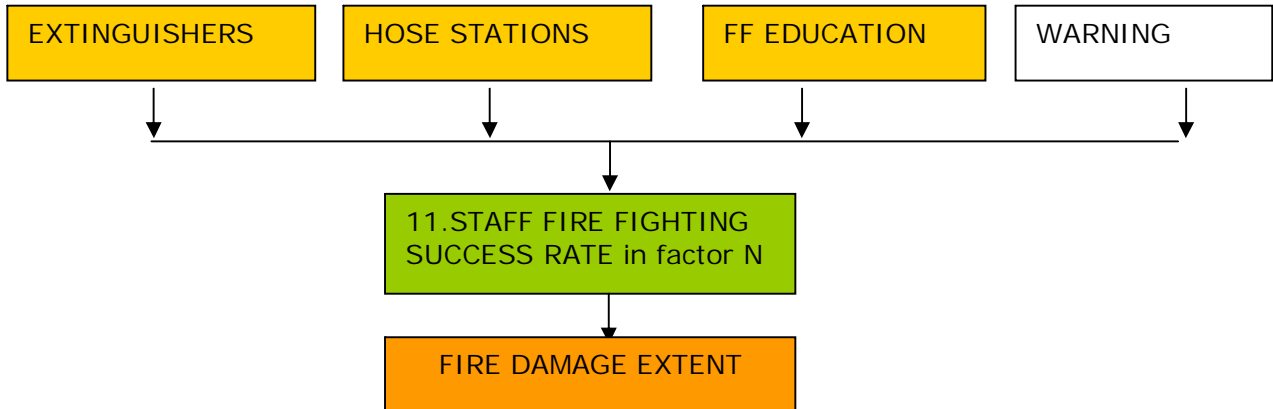 EXTINGUISHERS
HOSE STATIONS
FF EDUCATION
WARNING
11.STAFF FIRE FIGHTING
SUCCESS RATE in factor N
FIRE DAMAGE EXTENT